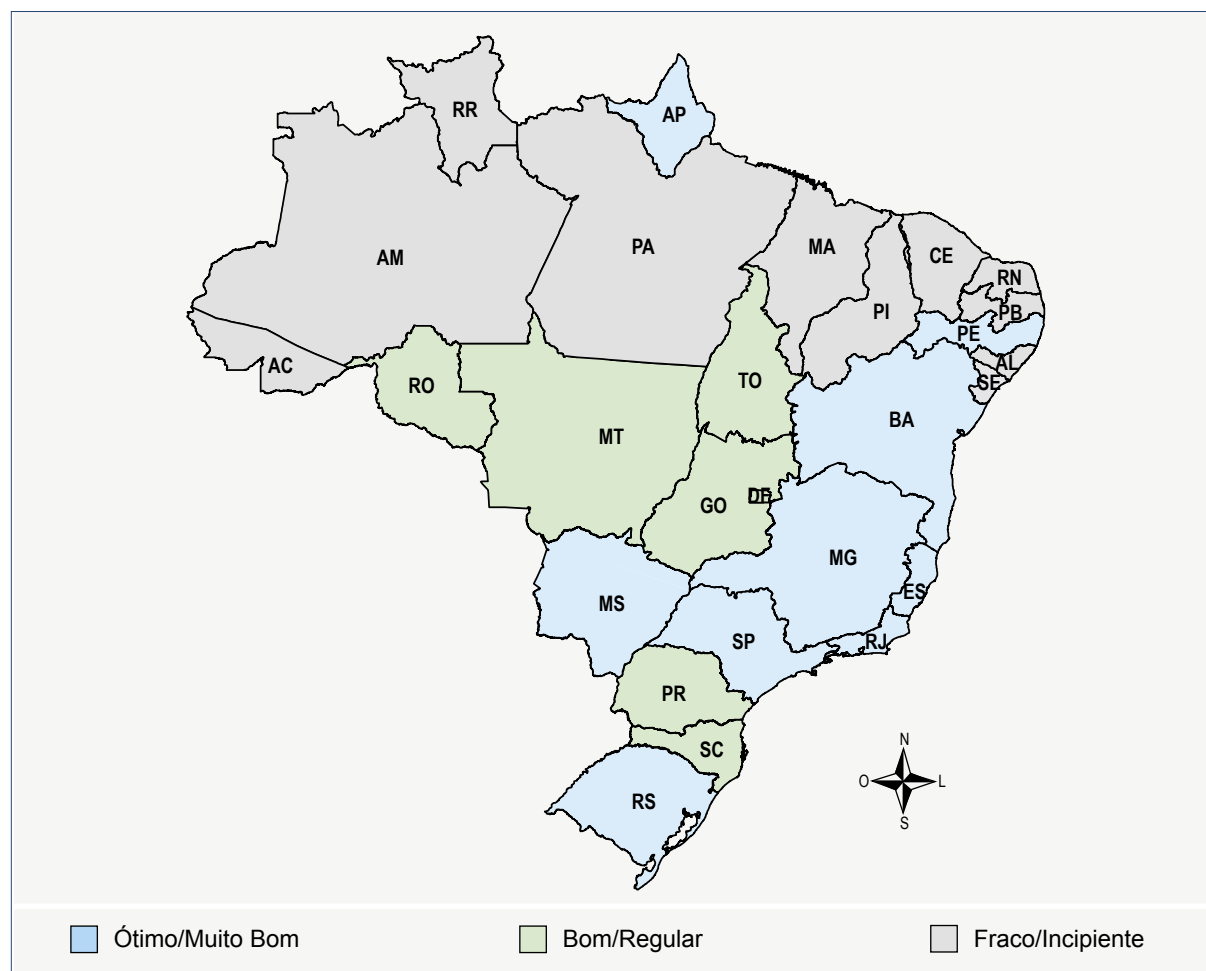 RR
AP
AM
PA
MA
CE
RN
PI
PB
PE
AC
AL
RO
TO
SE
BA
MT
DF
GO
MG
MS
ES
SP
RJ
PR
SC
N
O
L
RS
S
Ótimo/Muito Bom
Bom/Regular
Fraco/Incipiente